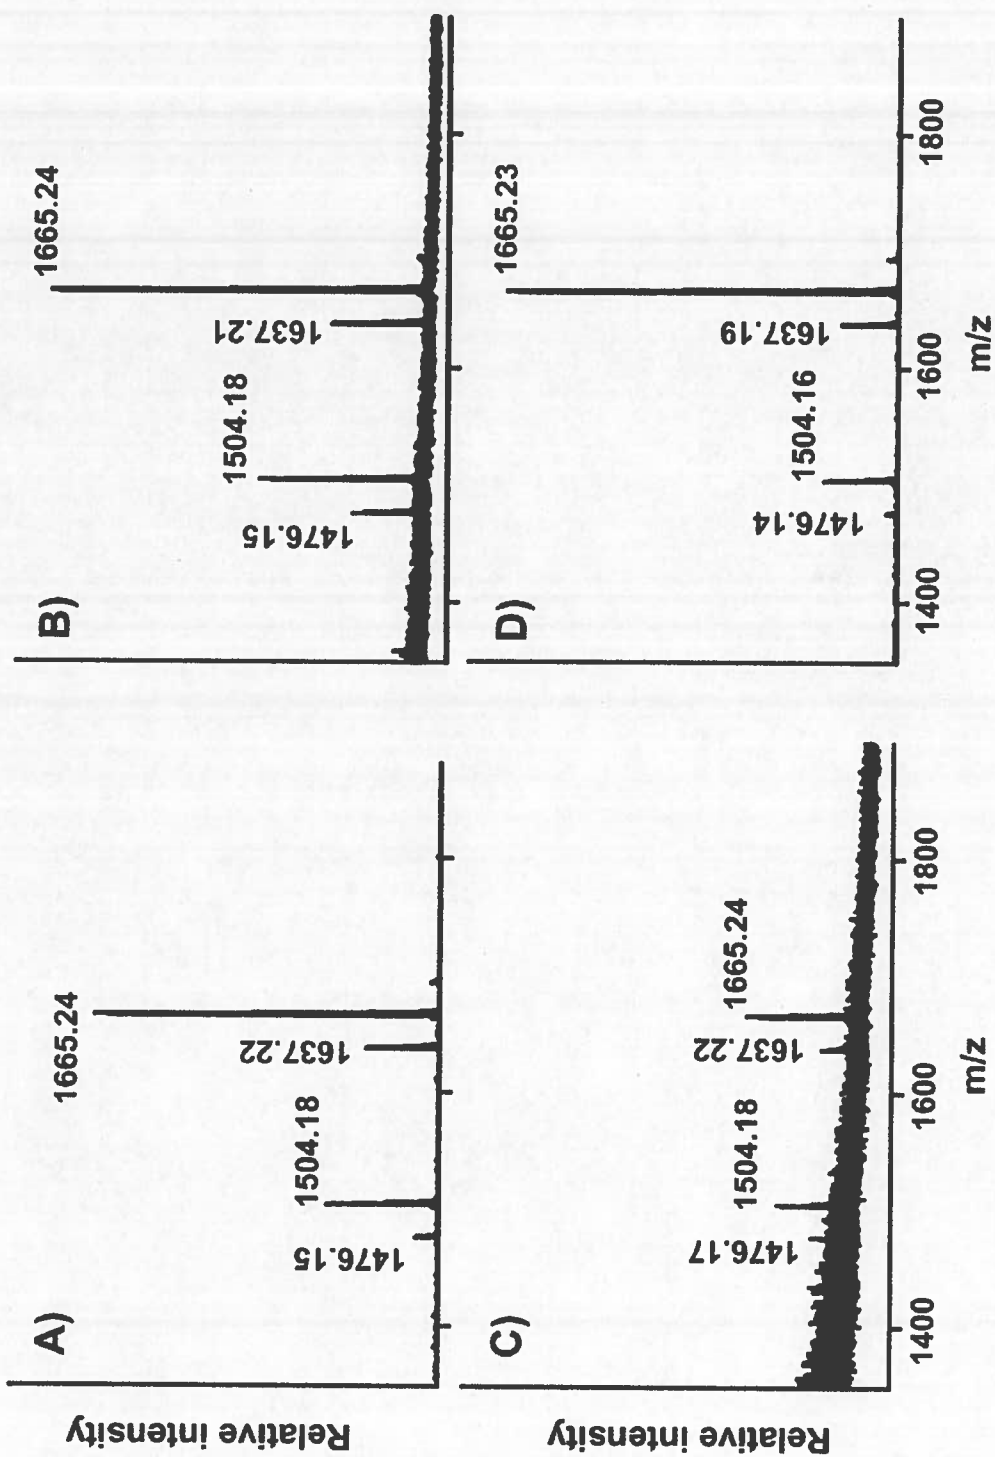 A)
1665.24
1637.22
1504.18
1476.15
Relative intensity
B)
1665.24
1637.21
1504.18
1476.15
C)
1665.24
1637.22
1504.18
1476.17
Relative intensity
1400
1600
1800
m/z
D)
1665.23
1637.19
1504.16
1476.14
1400
1600
1800
m/z